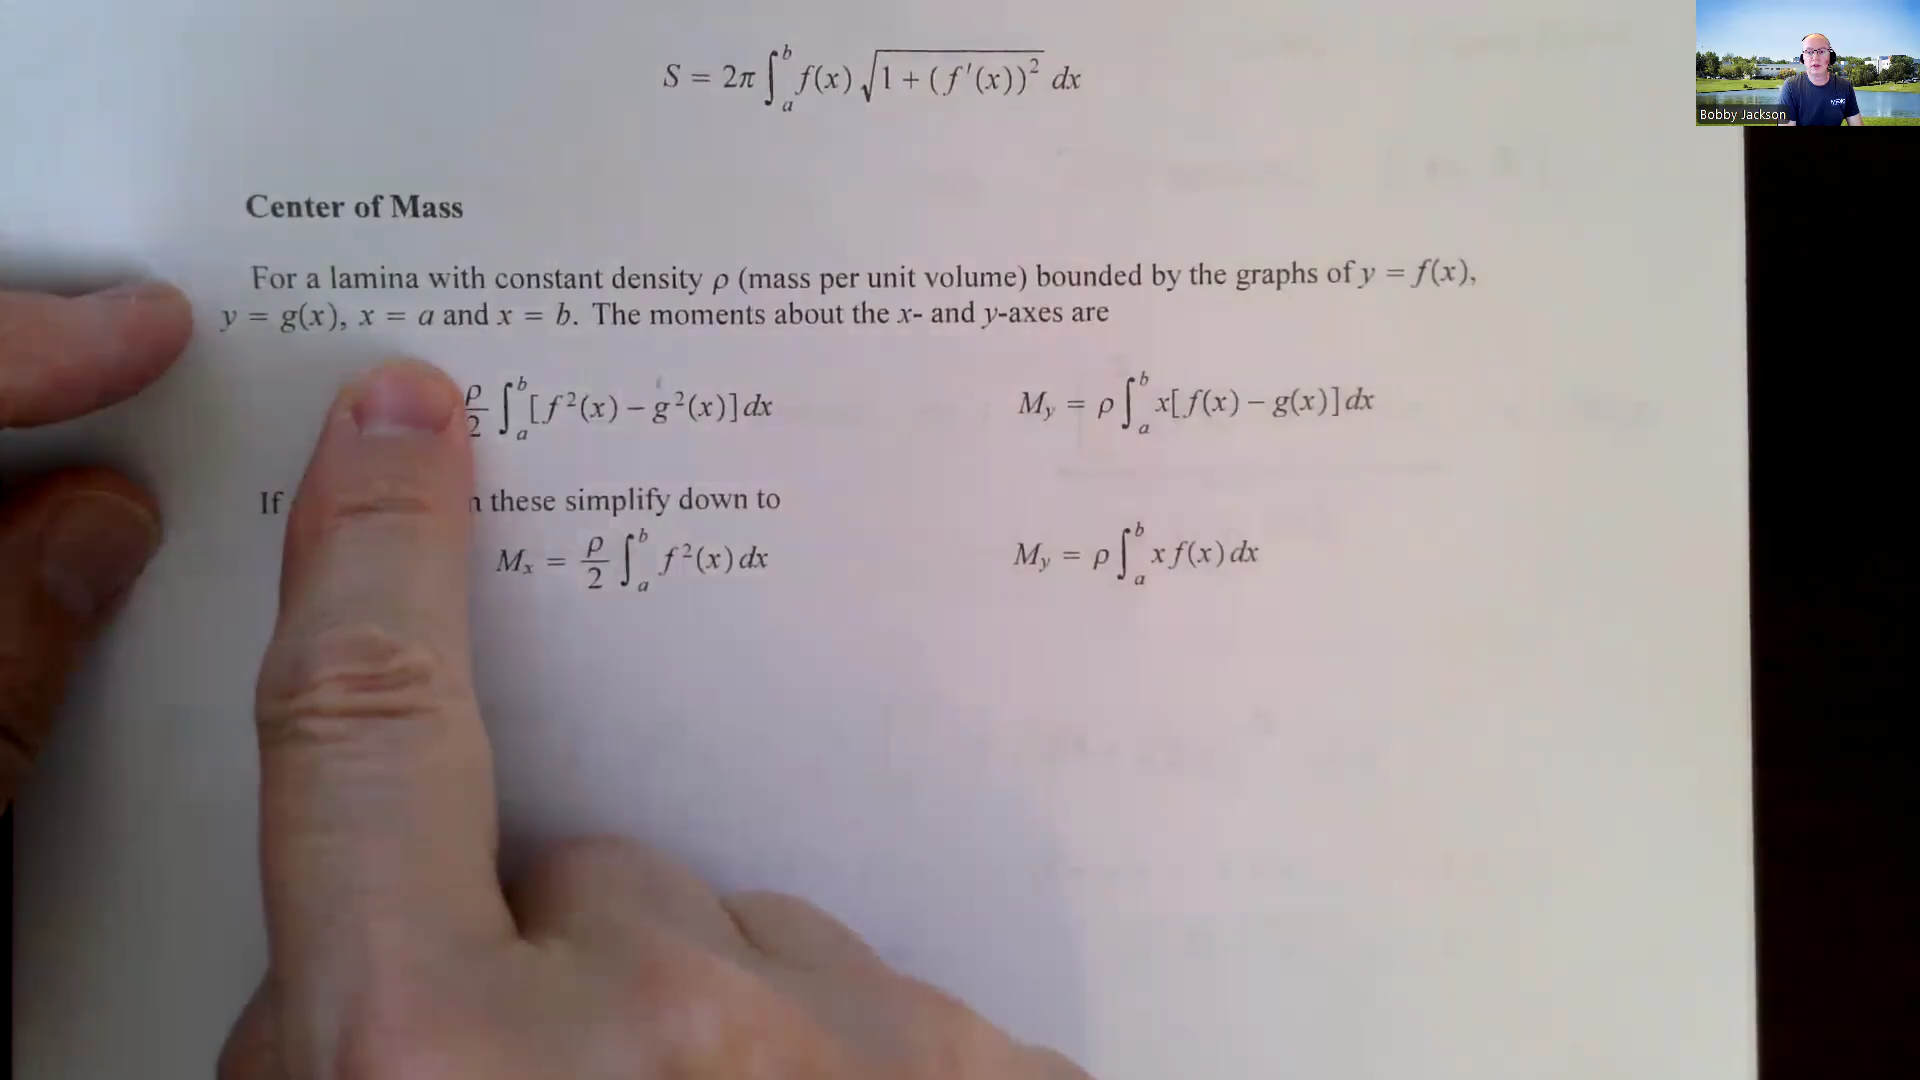 S = 2π ∫_a^b f(x) √(1 + (f'(x))²) dx
Bobby Jackson
Center of Mass
For a lamina with constant density ρ (mass per unit volume) bounded by the graphs of y = f(x),
y = g(x), x = a and x = b. The moments about the x- and y-axes are
ρ/2 ∫_a^b [f²(x) – g²(x)] dx    M_y = ρ ∫_a^b x[f(x) – g(x)] dx
If these simplify down to
M_x = ρ/2 ∫_a^b f²(x) dx    M_y = ρ ∫_a^b x f(x) dx